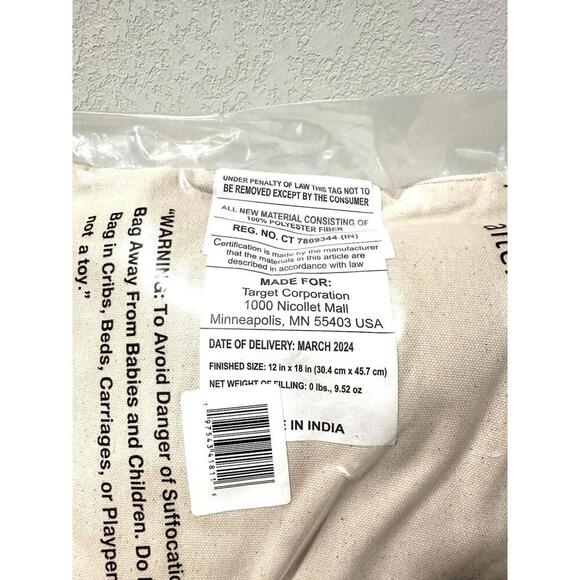 UNDER PENALTY OF LAW THIS TAG NOT TO
BE REMOVED EXCEPT BY THE CONSUMER
ALL NEW MATERIAL CONSISTING OF
100% POLYESTER FIBER
REG. NO. CT 7809344 (IN)
Certification is made by the manufacturer
that the materials in this article are
described in accordance with law
MADE FOR:
Target Corporation
1000 Nicollet Mall
Minneapolis, MN 55403 USA
DATE OF DELIVERY: MARCH 2024
FINISHED SIZE: 12 in x 18 in (30.4 cm x 45.7 cm)
NET WEIGHT OF FILLING: 0 lbs., 9.52 oz
E IN INDIA
1 97543 41811 6
"WARNING: To Avoid Danger of Suffocatio
Bag Away From Babies and Children. Do
Bag in Cribs, Beds, Carriages, or Playpen
not a toy."